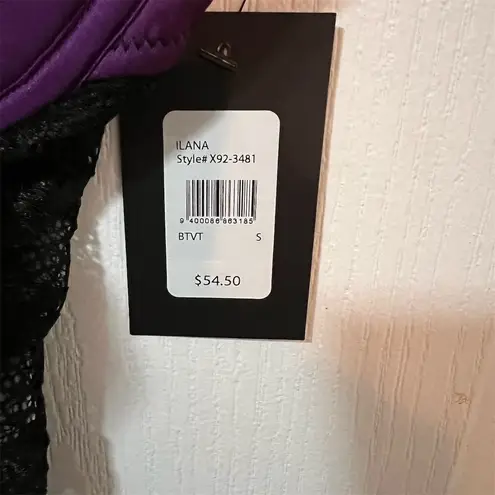 ILANA
Style# X92-3481
9 400086 863185
BTVT S
$54.50